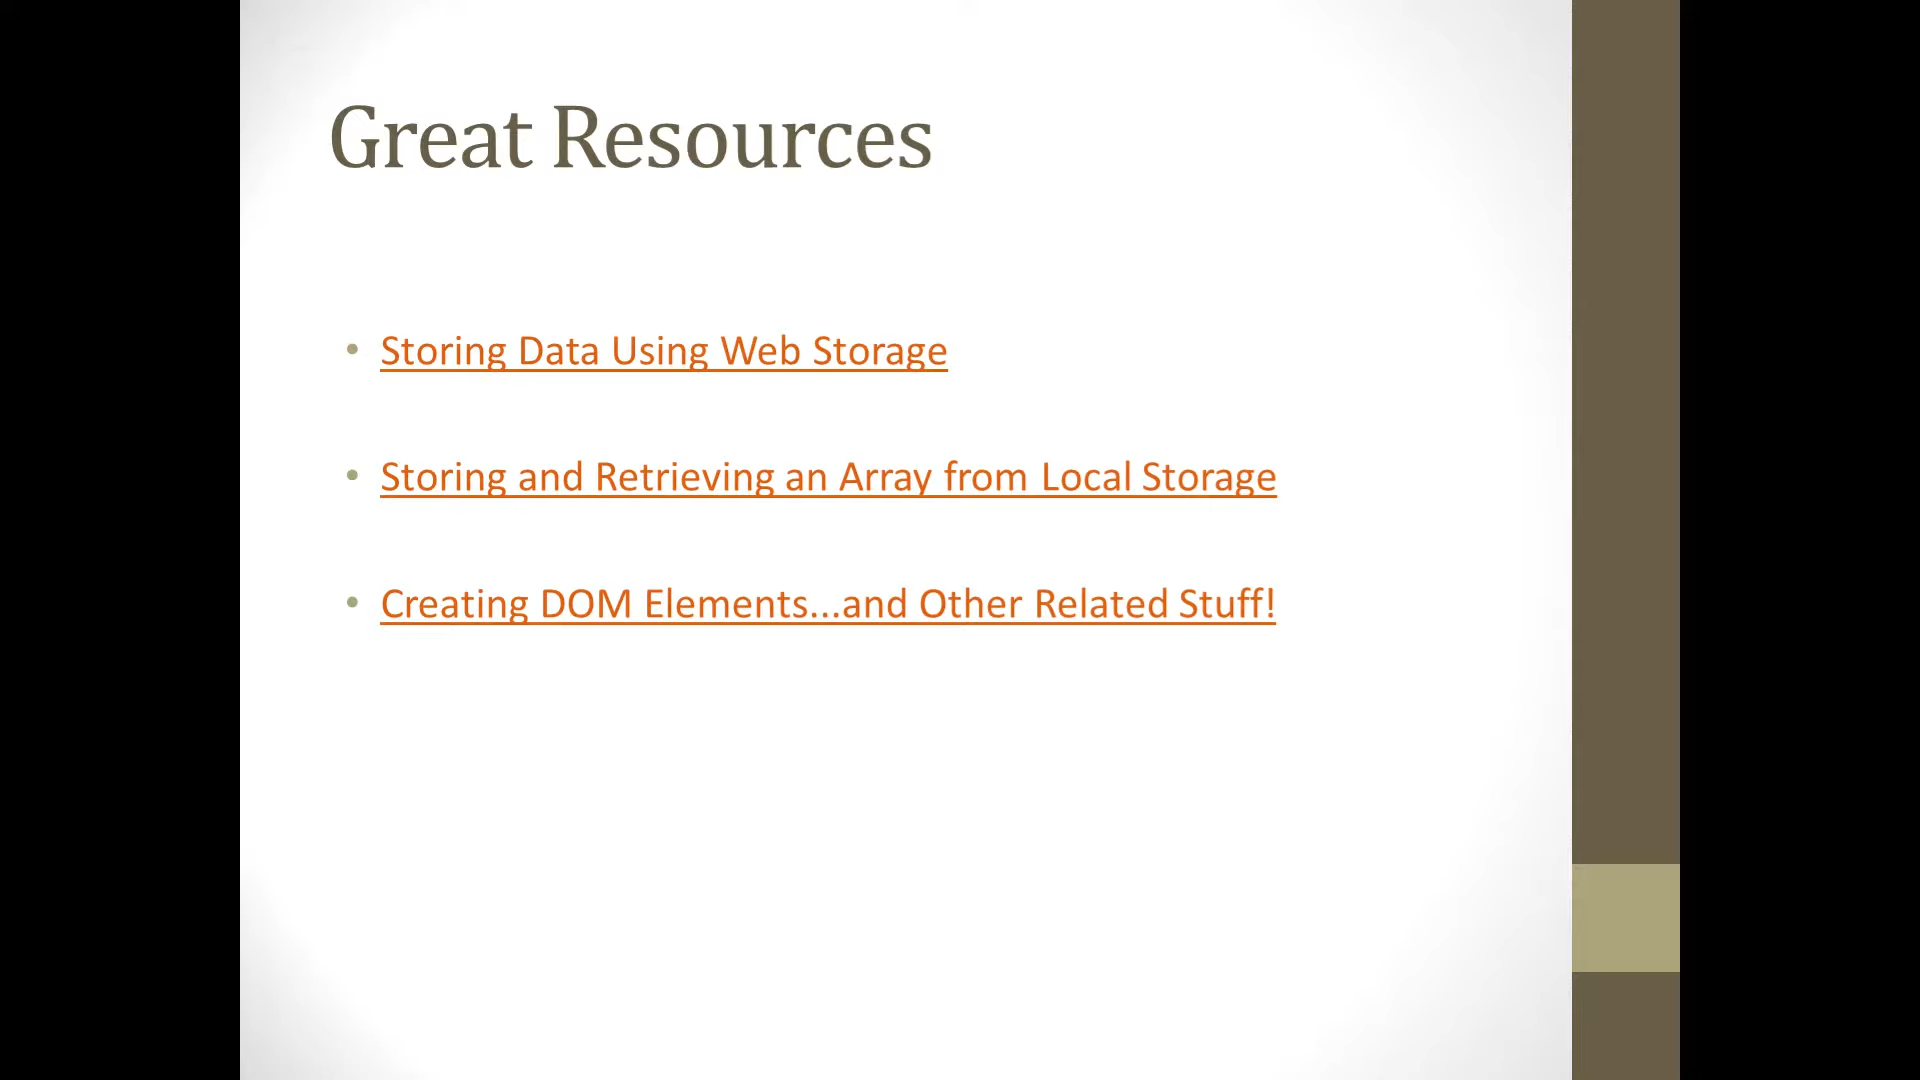 Great Resources
• Storing Data Using Web Storage
• Storing and Retrieving an Array from Local Storage
• Creating DOM Elements...and Other Related Stuff!